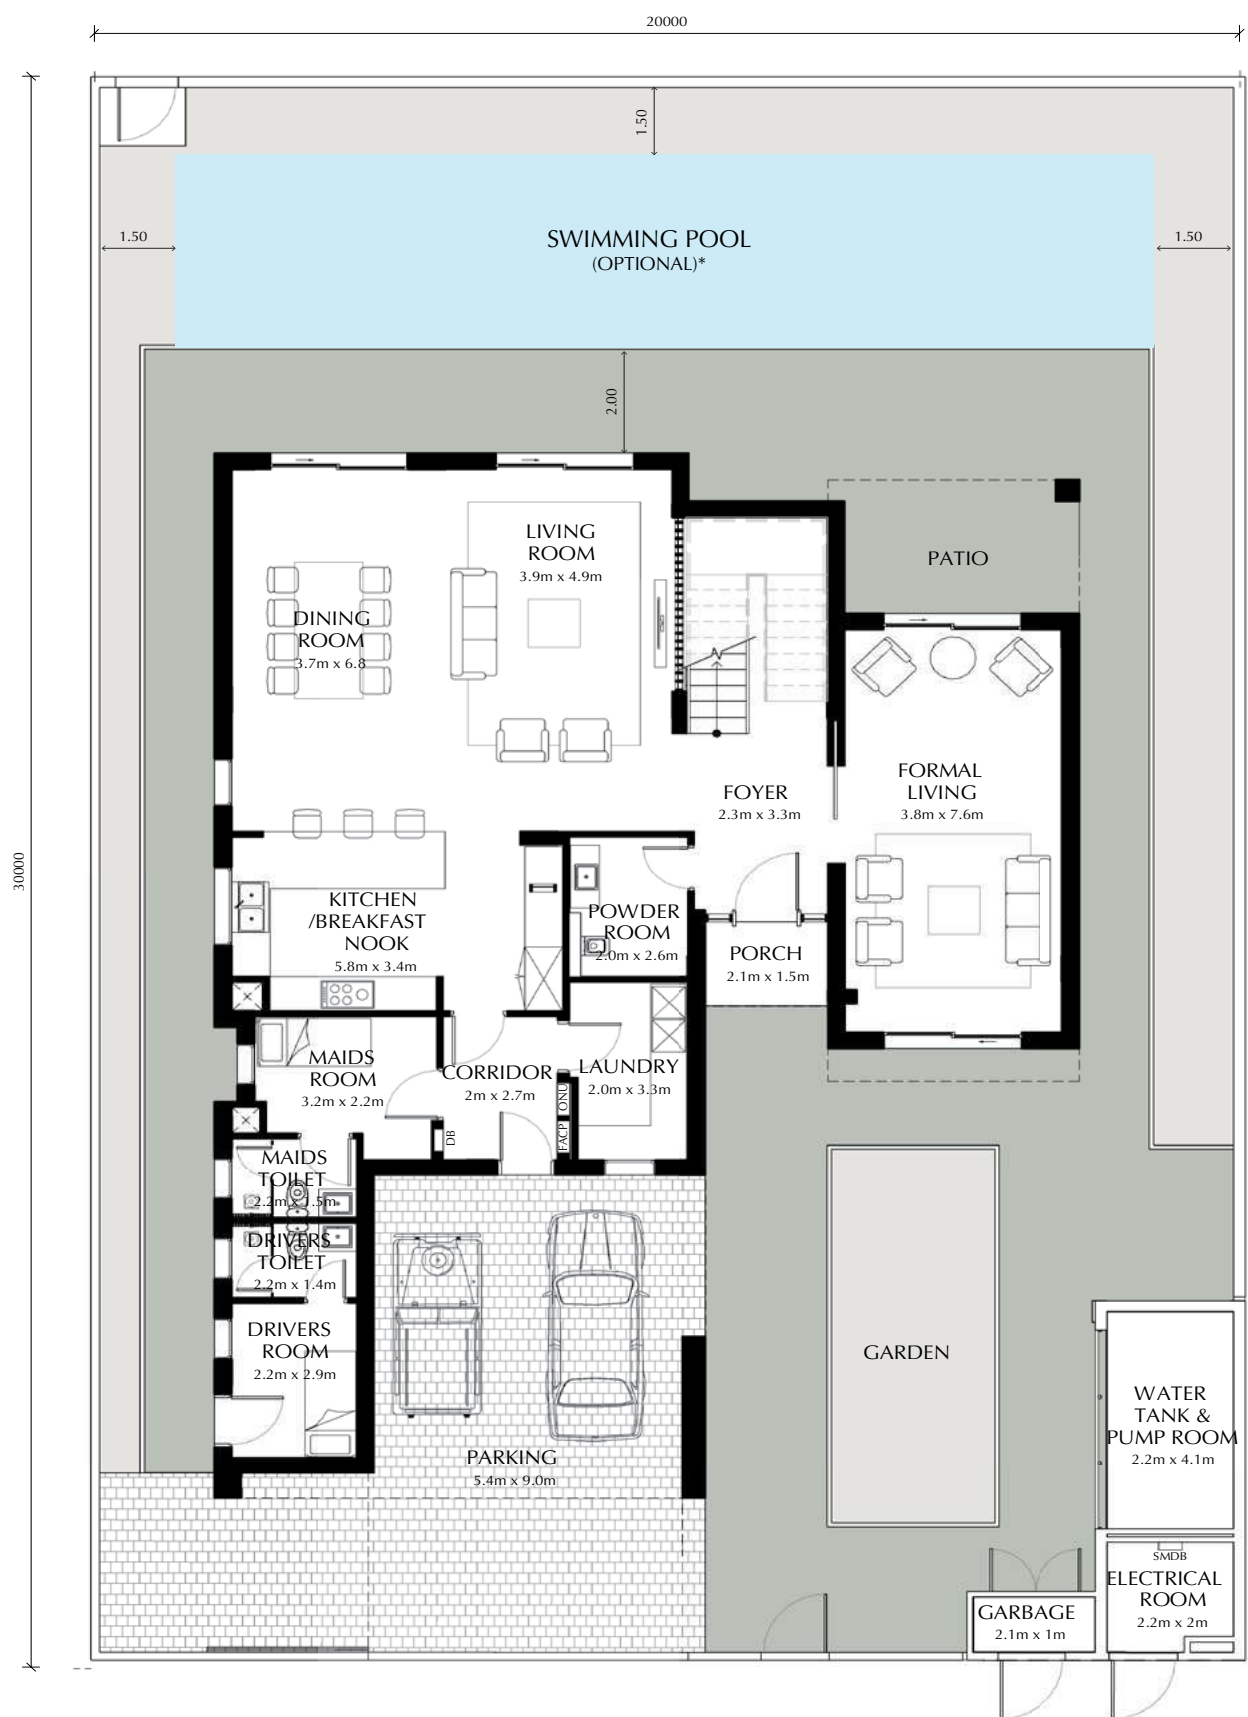 20000
1.50
1.50
1.50
SWIMMING POOL
(OPTIONAL)*
2.00
LIVING
ROOM
3.9m x 4.9m
PATIO
DINING
ROOM
3.7m x 6.8
FOYER
2.3m x 3.3m
FORMAL
LIVING
3.8m x 7.6m
30000
KITCHEN
/BREAKFAST
NOOK
5.8m x 3.4m
POWDER
ROOM
2.0m x 2.6m
PORCH
2.1m x 1.5m
MAIDS
ROOM
3.2m x 2.2m
CORRIDOR
2m x 2.7m
LAUNDRY
2.0m x 3.3m
ONU
FACP
DB
MAIDS
TOILET
2.2m x 1.5m
DRIVERS
TOILET
2.2m x 1.4m
DRIVERS
ROOM
2.2m x 2.9m
GARDEN
PARKING
5.4m x 9.0m
WATER
TANK &
PUMP ROOM
2.2m x 4.1m
SMDB
ELECTRICAL
ROOM
2.2m x 2m
GARBAGE
2.1m x 1m